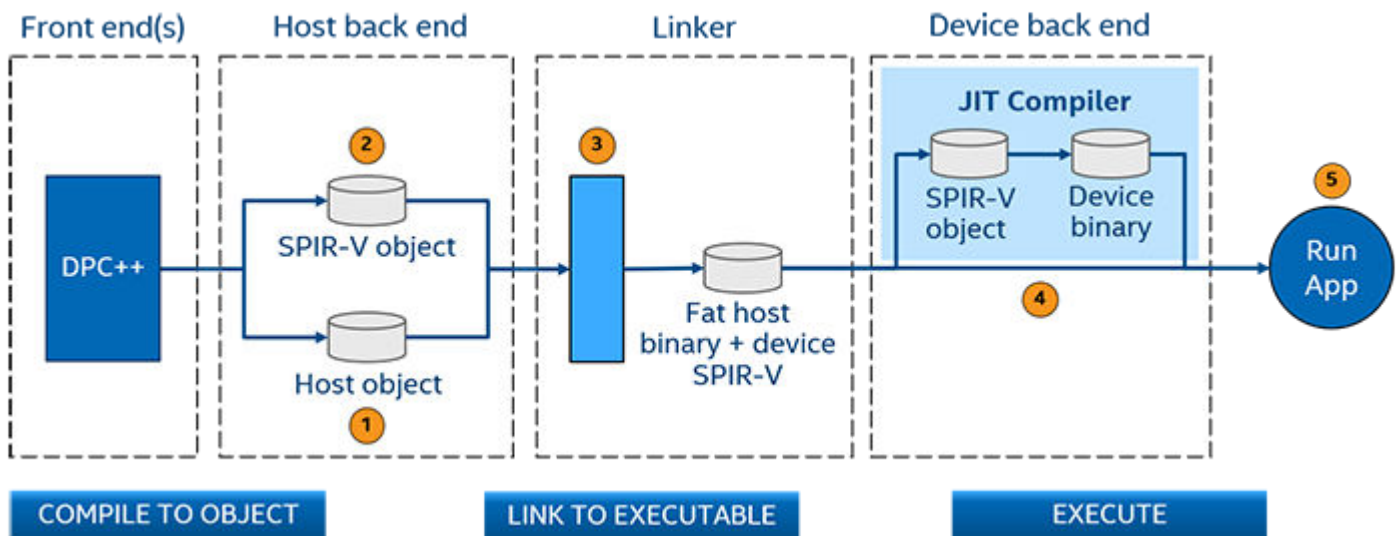 Front end(s)
Host back end
Linker
Device back end
JIT Compiler
2
3
5
SPIR-V
object
Device
binary
DPC++
SPIR-V object
Run
App
4
Fat host
binary + device
SPIR-V
Host object
1
COMPILE TO OBJECT
LINK TO EXECUTABLE
EXECUTE